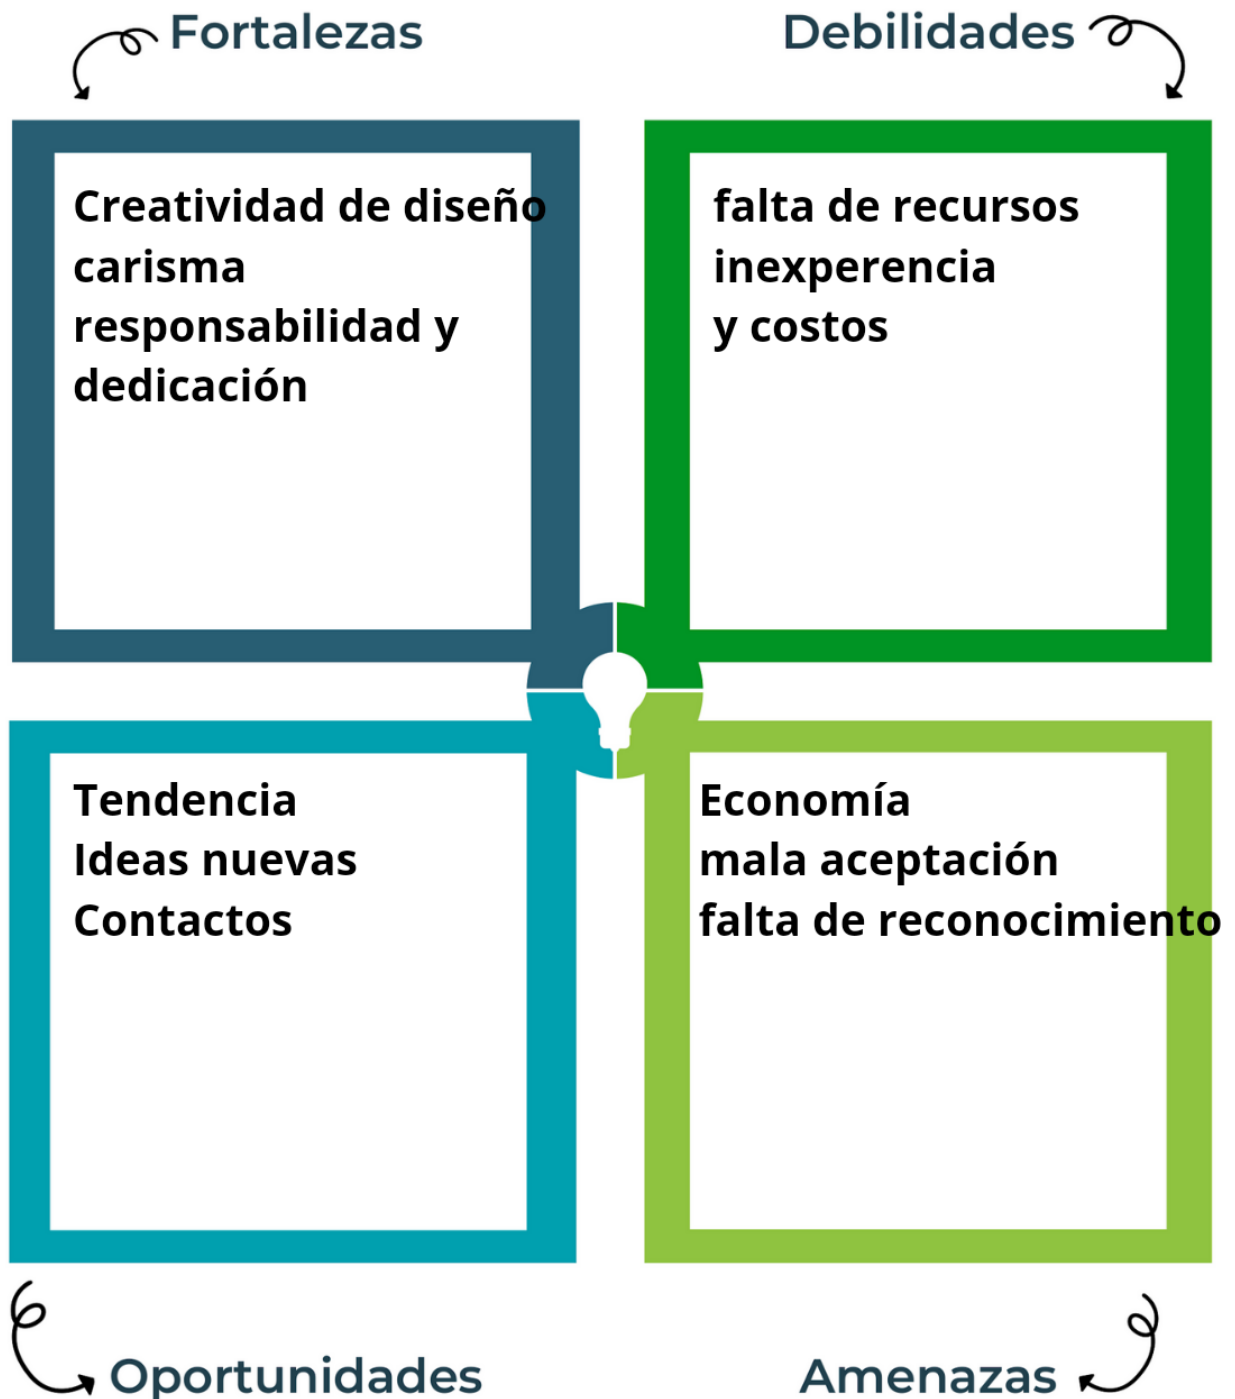 Fortalezas
Creatividad de diseño
carisma
responsabilidad y
dedicación
Debilidades
falta de recursos
inexperencia
y costos
Tendencia
Ideas nuevas
Contactos
Oportunidades
Economía
mala aceptación
falta de reconocimiento
Amenazas